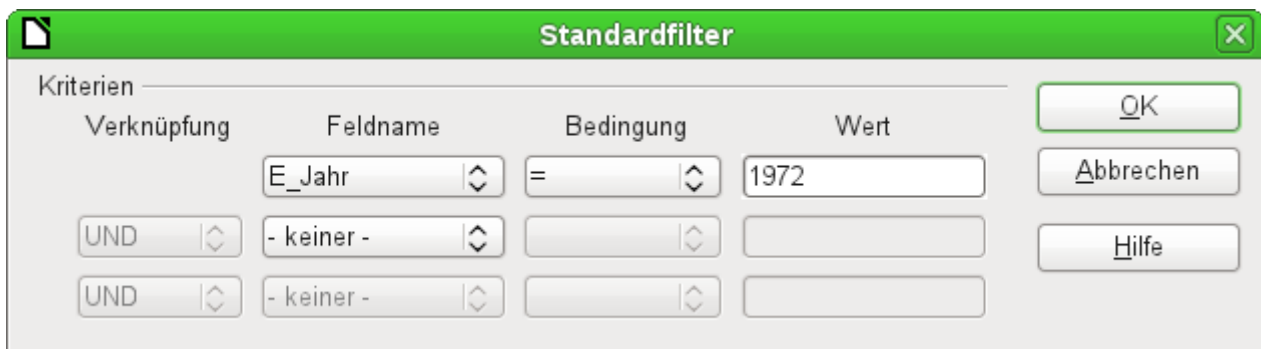 Standardfilter
Kriterien
Verknüpfung Feldname Bedingung Wert
E_Jahr = 1972
UND - keiner -
UND - keiner -
OK
Abbrechen
Hilfe